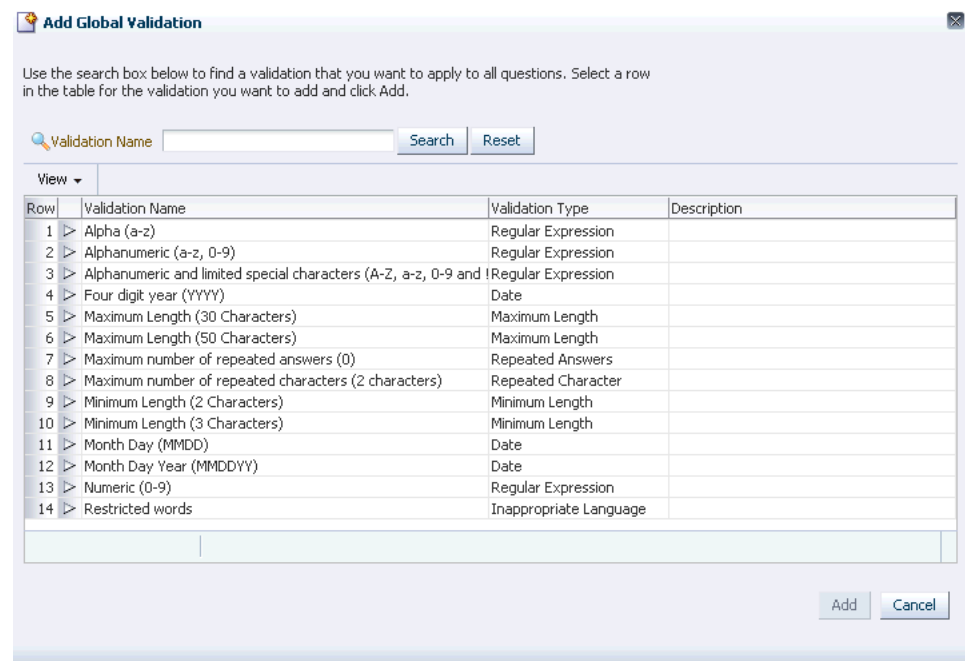 Add Global Validation
Use the search box below to find a validation that you want to apply to all questions. Select a row
in the table for the validation you want to add and click Add.
Validation Name Search Reset
View
Row Validation Name Validation Type Description
1 Alpha (a-z) Regular Expression
2 Alphanumeric (a-z, 0-9) Regular Expression
3 Alphanumeric and limited special characters (A-Z, a-z, 0-9 and ! Regular Expression
4 Four digit year (YYYY) Date
5 Maximum Length (30 Characters) Maximum Length
6 Maximum Length (50 Characters) Maximum Length
7 Maximum number of repeated answers (0) Repeated Answers
8 Maximum number of repeated characters (2 characters) Repeated Character
9 Minimum Length (2 Characters) Minimum Length
10 Minimum Length (3 Characters) Minimum Length
11 Month Day (MMDD) Date
12 Month Day Year (MMDDYY) Date
13 Numeric (0-9) Regular Expression
14 Restricted words Inappropriate Language
Add Cancel